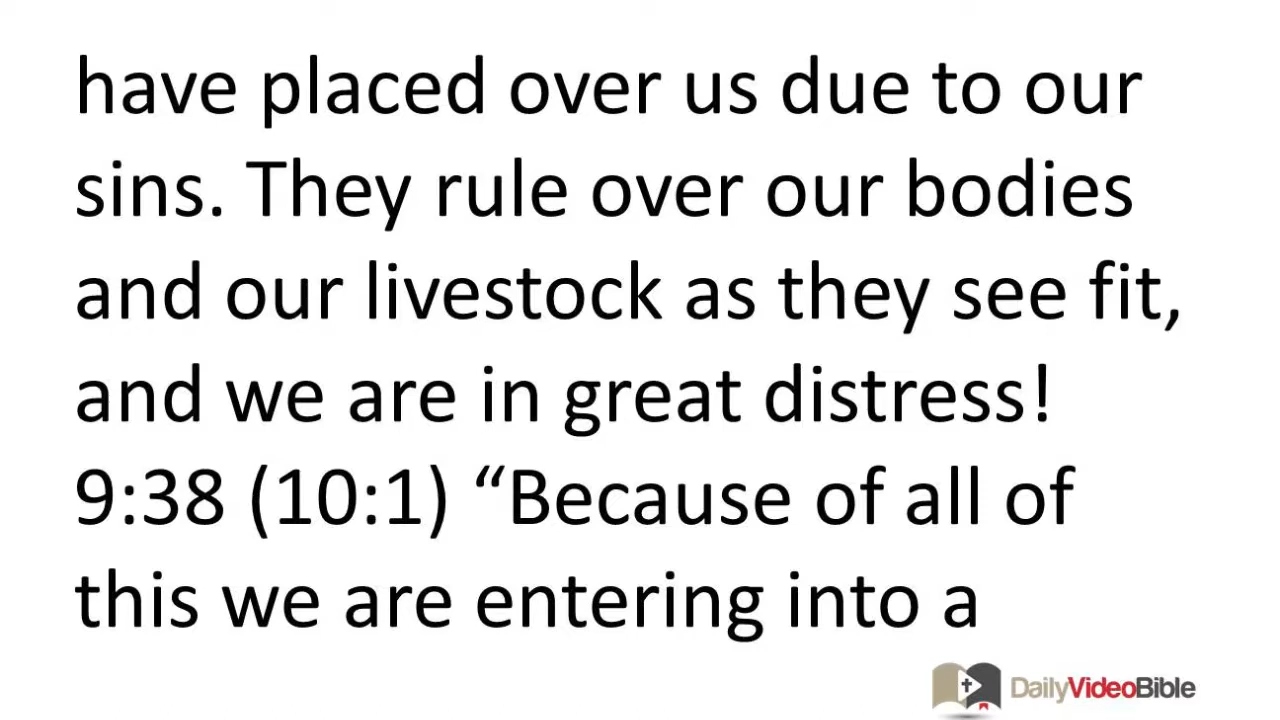 have placed over us due to our
sins. They rule over our bodies
and our livestock as they see fit,
and we are in great distress!
9:38 (10:1) “Because of all of
this we are entering into a
DailyVideoBible